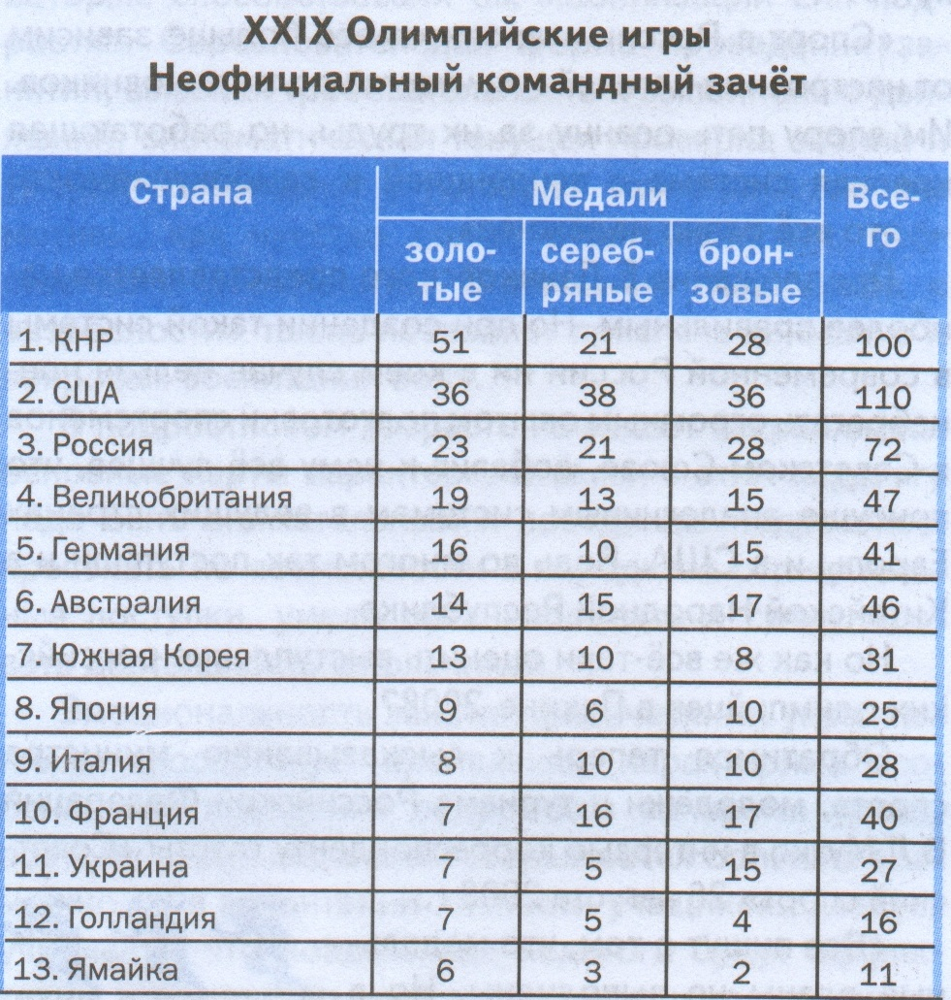 XXIX Олимпийские игры
Неофициальный командный зачёт
Страна Медали Все-
го
золо-
тые сереб-
ряные брон-
зовые
1. КНР 51 21 28 100
2. США 36 38 36 110
3. Россия 23 21 28 72
4. Великобритания 19 13 15 47
5. Германия 16 10 15 41
6. Австралия 14 15 17 46
7. Южная Корея 13 10 8 31
8. Япония 9 6 10 25
9. Италия 8 10 10 28
10. Франция 7 16 17 40
11. Украина 7 5 15 27
12. Голландия 7 5 4 16
13. Ямайка 6 3 2 11